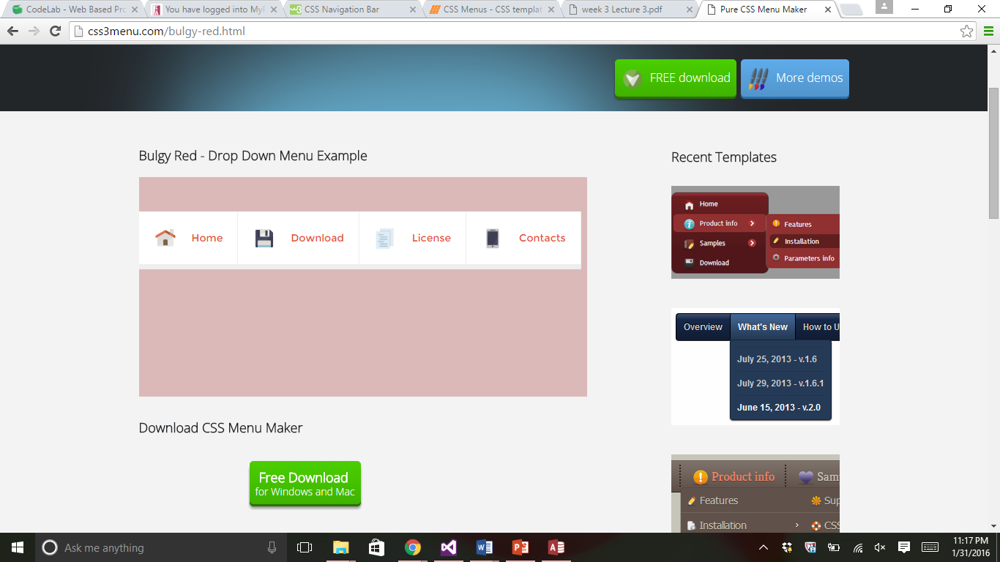 CodeLab - Web Based Pro
You have logged into MyP
CSS Navigation Bar
CSS Menus - CSS templat
week 3 Lecture 3.pdf
Pure CSS Menu Maker
css3menu.com/bulgy-red.html
FREE download
More demos
Bulgy Red - Drop Down Menu Example
Home
Download
License
Contacts
Download CSS Menu Maker
Free Download
for Windows and Mac
Recent Templates
Home
Product info
Samples
Download
Features
Installation
Parameters info
Overview
What's New
How to U
July 25, 2013 - v.1.6
July 29, 2013 - v.1.6.1
June 15, 2013 - v.2.0
Product info
Sam
Features
Sup
Installation
CSS
Ask me anything
11:17 PM
1/31/2016